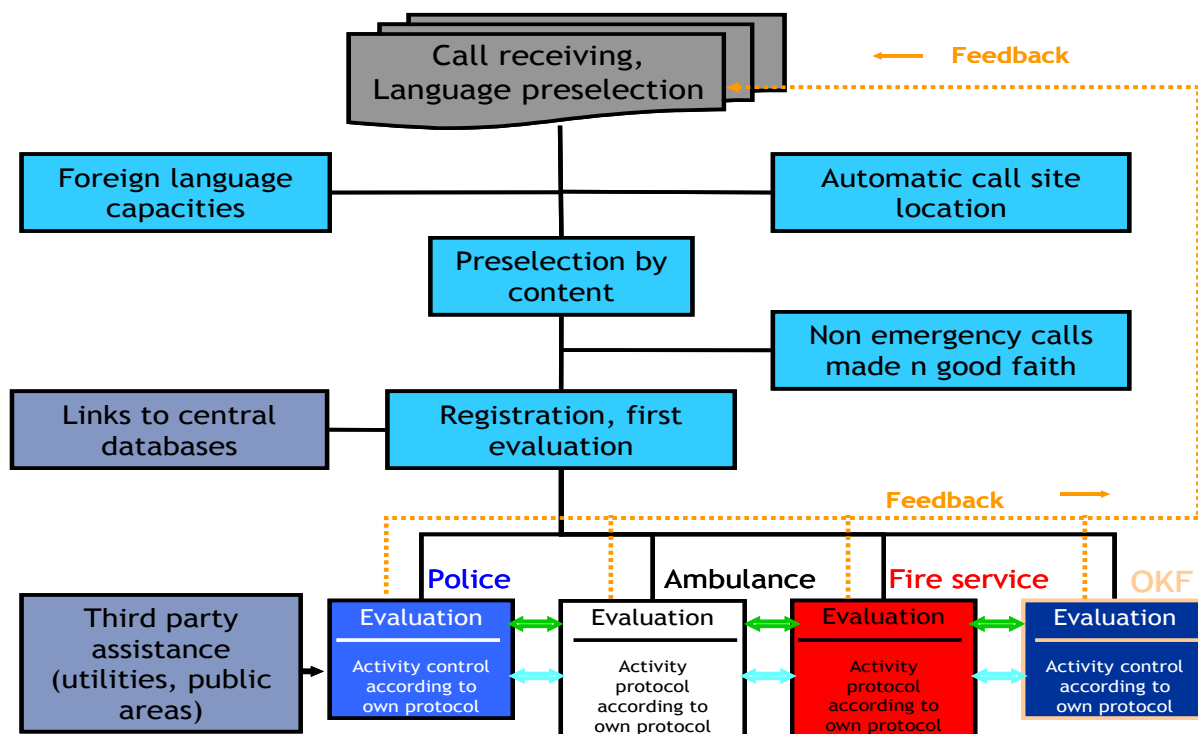 Call receiving,
Language preselection
Feedback
Foreign language
capacities
Automatic call site
location
Preselection by
content
Non emergency calls
made n good faith
Links to central
databases
Registration, first
evaluation
Feedback
Police
Ambulance
Fire service
OKF
Third party
assistance
(utilities, public
areas)
Evaluation
Activity control
according to
own protocol
Evaluation
Activity
protocol
according to
own protocol
Evaluation
Activity
protocol
according to
own protocol
Evaluation
Activity control
according to
own protocol